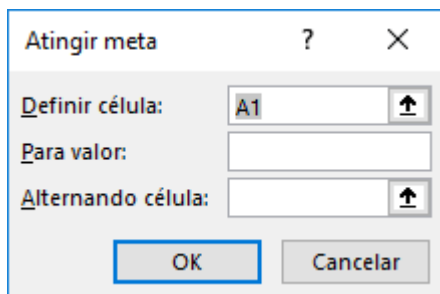 Atingir meta ?
Definir célula: A1
Para valor:
Alternando célula:
OK Cancelar